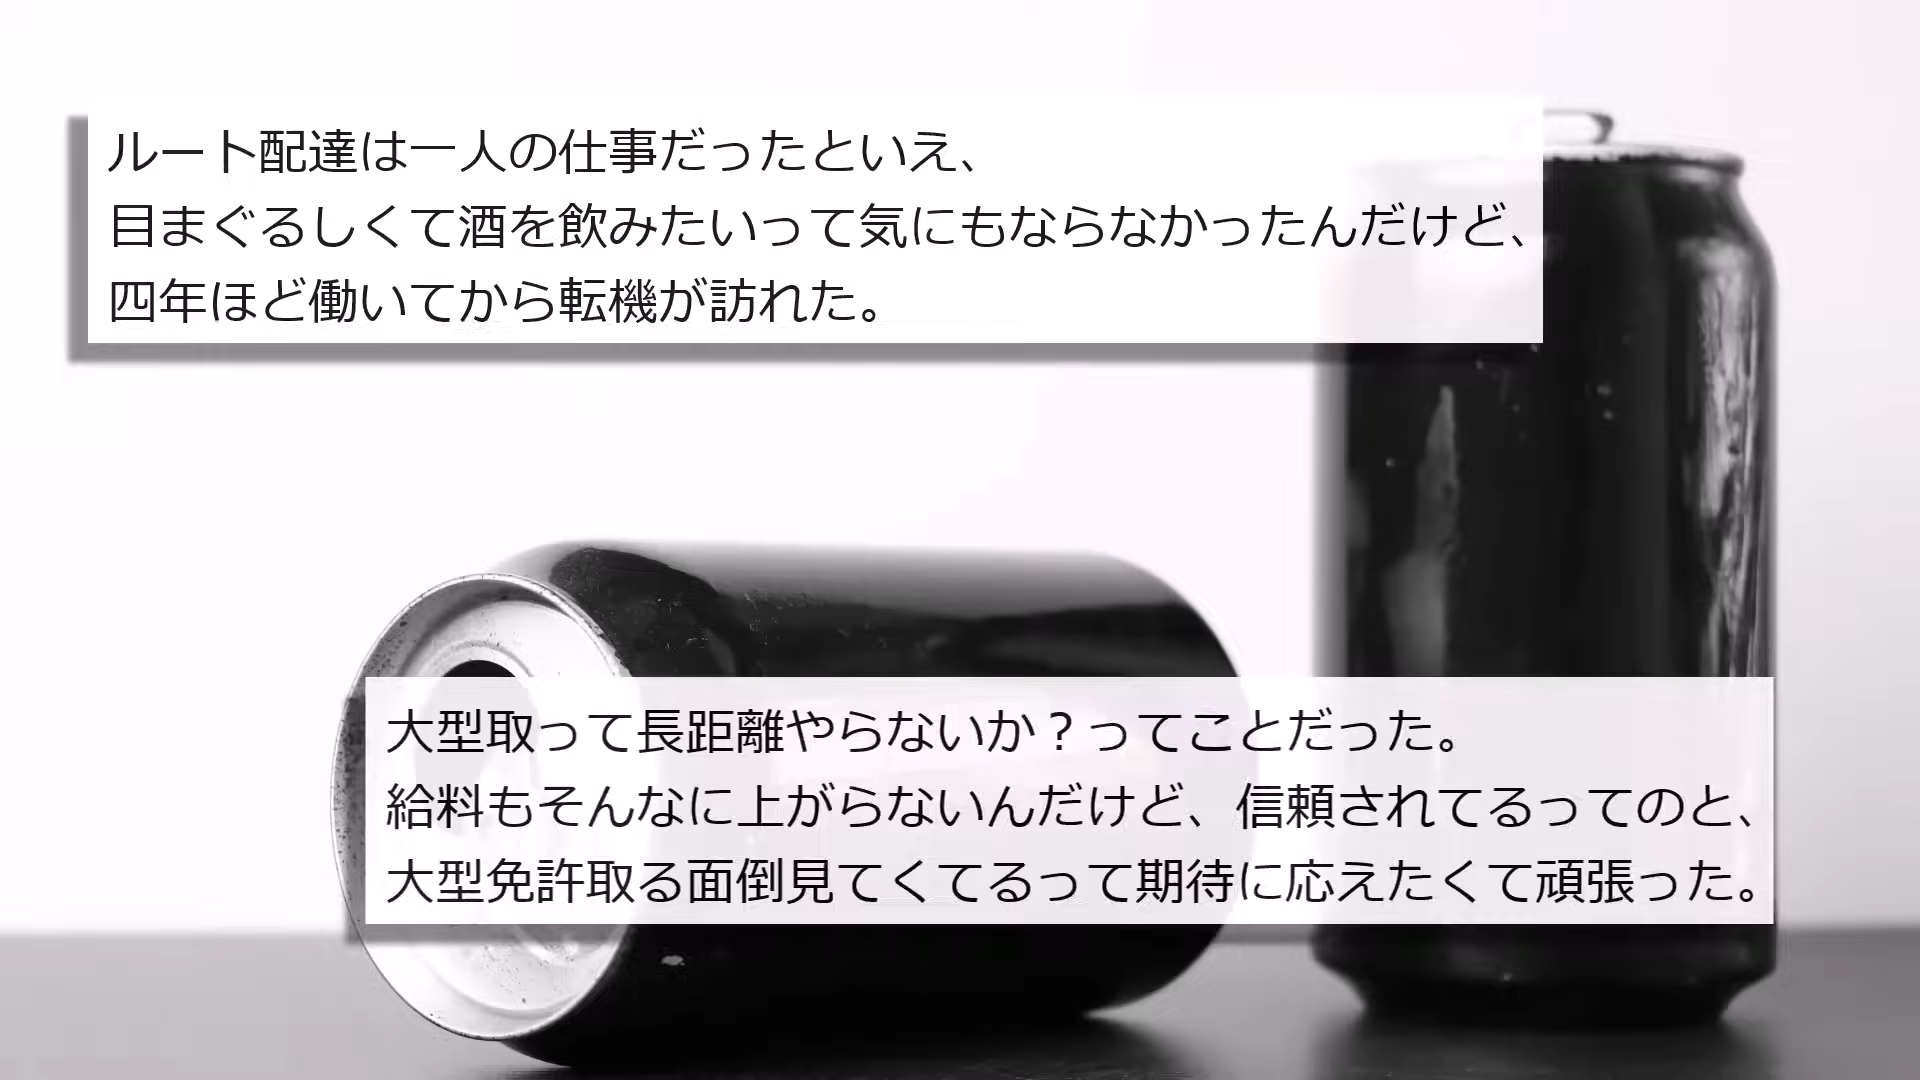 ルート配達は一人の仕事だったといえ、
目まぐるしくて酒を飲みたいって気にもならなかったんだけど、
四年ほど働いてから転機が訪れた。
大型取って長距離やらないか？ってことだった。
給料もそんなに上がらないんだけど、信頼されてるってのと、
大型免許取る面倒見てくてるって期待に応えたくて頑張った。